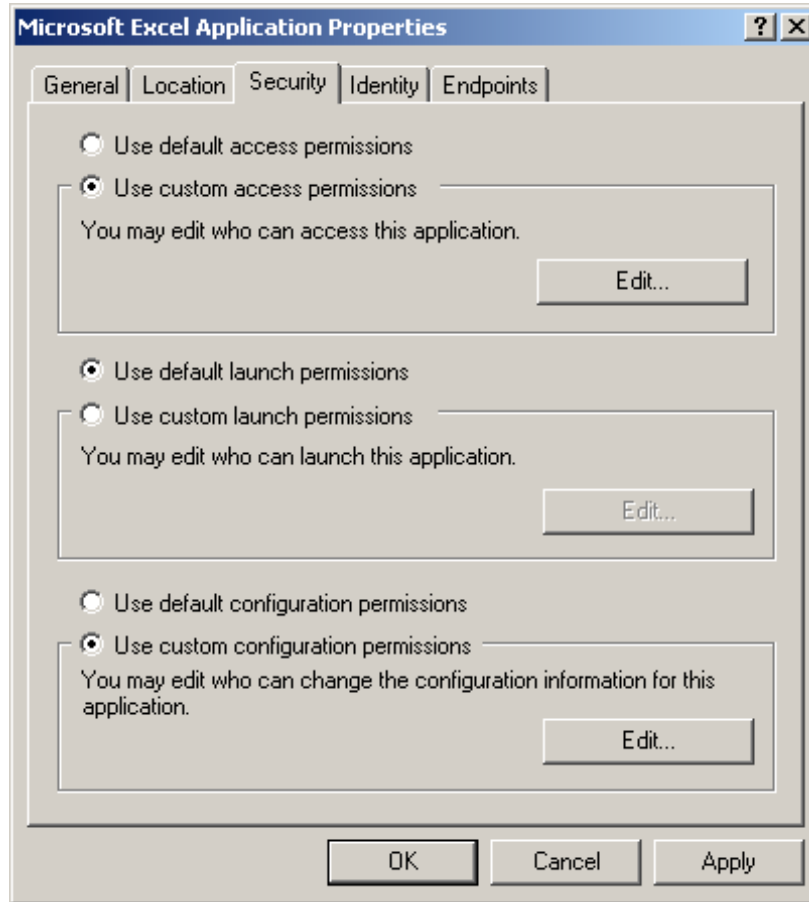 Microsoft Excel Application Properties
General Location Security Identity Endpoints
Use default access permissions
Use custom access permissions
You may edit who can access this application.
Edit...
Use default launch permissions
Use custom launch permissions
You may edit who can launch this application.
Edit...
Use default configuration permissions
Use custom configuration permissions
You may edit who can change the configuration information for this
application.
Edit...
OK Cancel Apply